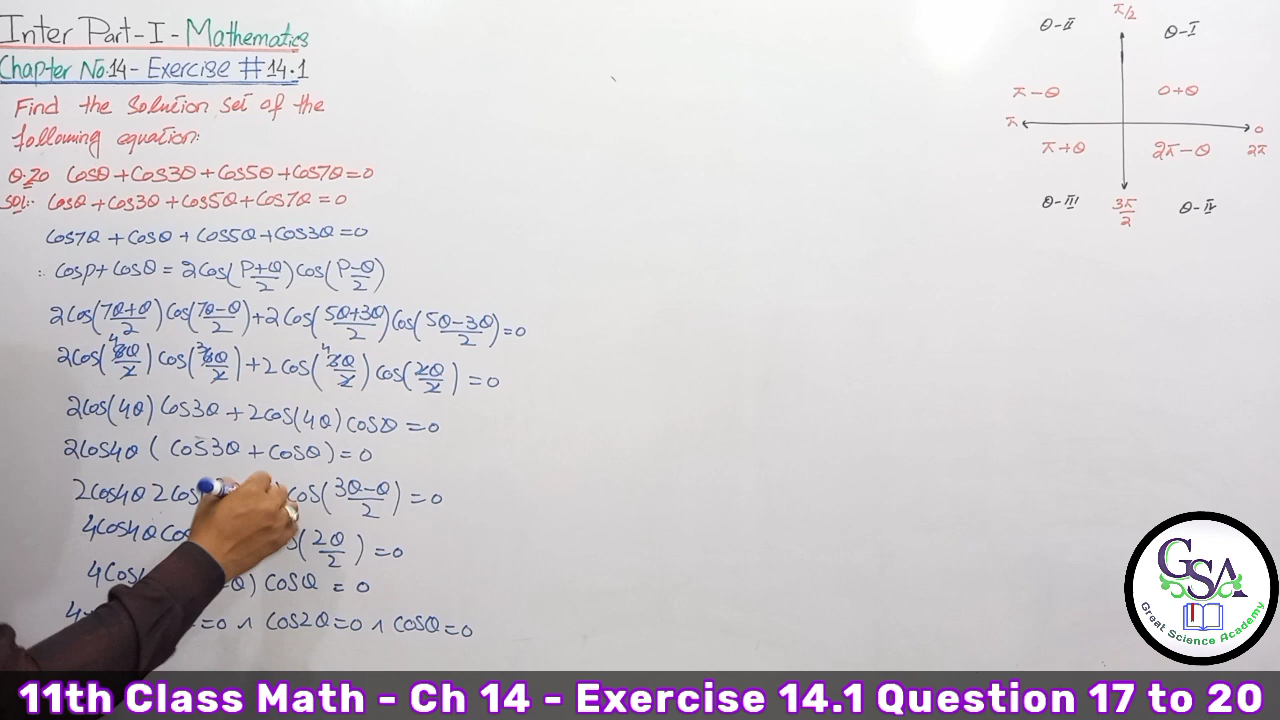 Inter Part-I-Mathematics
Chapter No.14-Exercise #14.1
Find the solution set of the
following equation:
Q.20 Cosθ+Cos3θ+Cos5θ+Cos7θ=0
Sol:- Cosθ+Cos3θ+Cos5θ+Cos7θ=0
Cos7θ+Cosθ+Cos5θ+Cos3θ=0
∵ CosP+CosQ=2Cos(P+Q/2)Cos(P-Q/2)
2Cos(7θ+θ/2)Cos(7θ-θ/2)+2Cos(5θ+3θ/2)Cos(5θ-3θ/2)=0
2Cos(8θ/2)Cos(6θ/2)+2Cos(8θ/2)Cos(2θ/2)=0
2Cos(4θ)Cos3θ+2Cos(4θ)Cosθ=0
2Cos4θ(Cos3θ+Cosθ)=0
2Cos4θ 2Cos Cos(3θ-θ/2)=0
4Cos4θ Cos (2θ/2)=0
θ) Cosθ=0
=0 ∧ Cos2θ=0 ∧ Cosθ=0
π/2
θ-II
θ-I
π-θ
0+θ
π
0
2π
π+θ
2π-θ
θ-III
3π/2
θ-IV
GSA
Great Science Academy
11th Class Math - Ch 14 - Exercise 14.1 Question 17 to 20